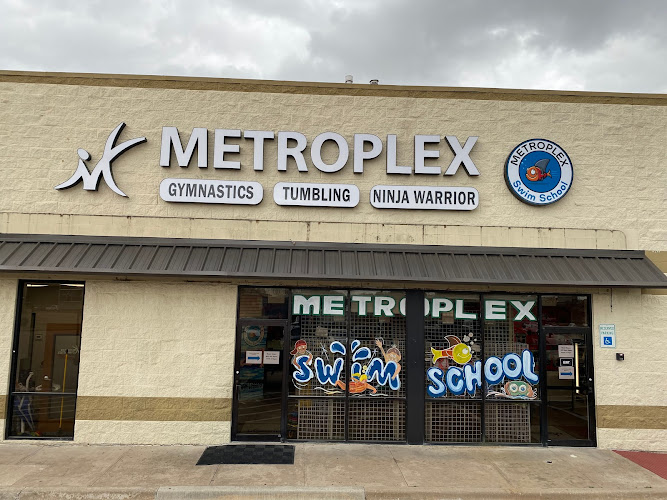 METROPLEX
GYMNASTICS TUMBLING NINJA WARRIOR
METROPLEX
Swim School
METROPLEX
SWIM SCHOOL